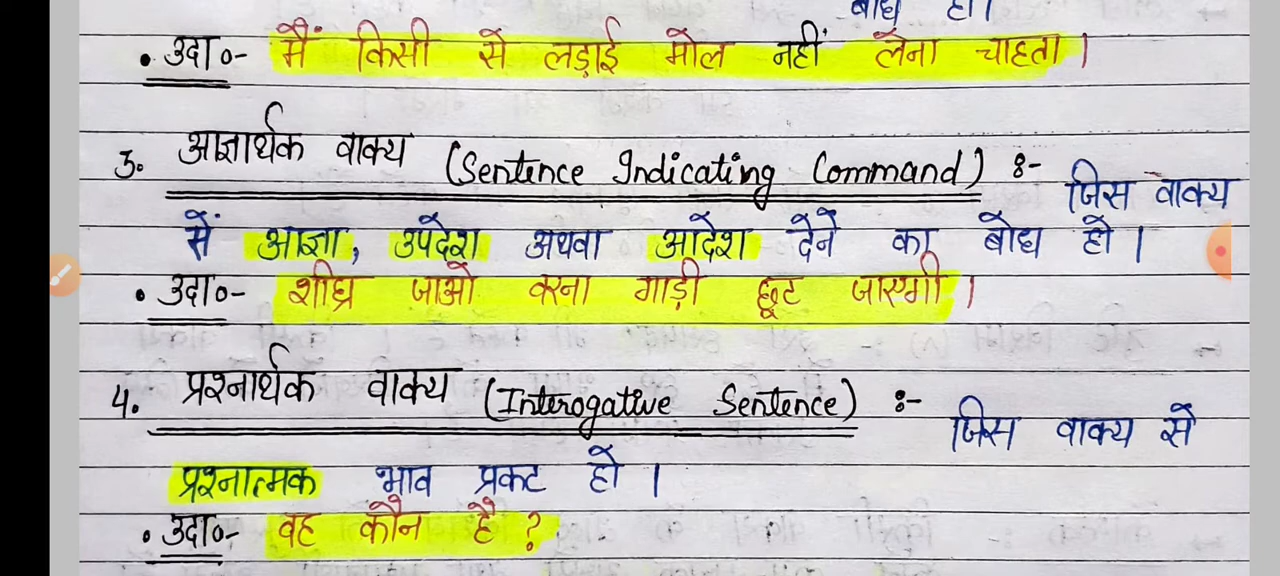 बोध हो।
• उदा०- मैं किसी से लड़ाई मोल नहीं लेना चाहता।
3. आज्ञार्थक वाक्य (Sentence Indicating Command) :- जिस वाक्य
में आज्ञा, उपदेश अथवा आदेश देने का बोध हो।
• उदा०- शीघ्र जाओ वरना गाड़ी छूट जाएगी।
4. प्रश्नार्थक वाक्य (Interogative Sentence) :- जिस वाक्य से
प्रश्नात्मक भाव प्रकट हो।
• उदा०- वह कौन है ?